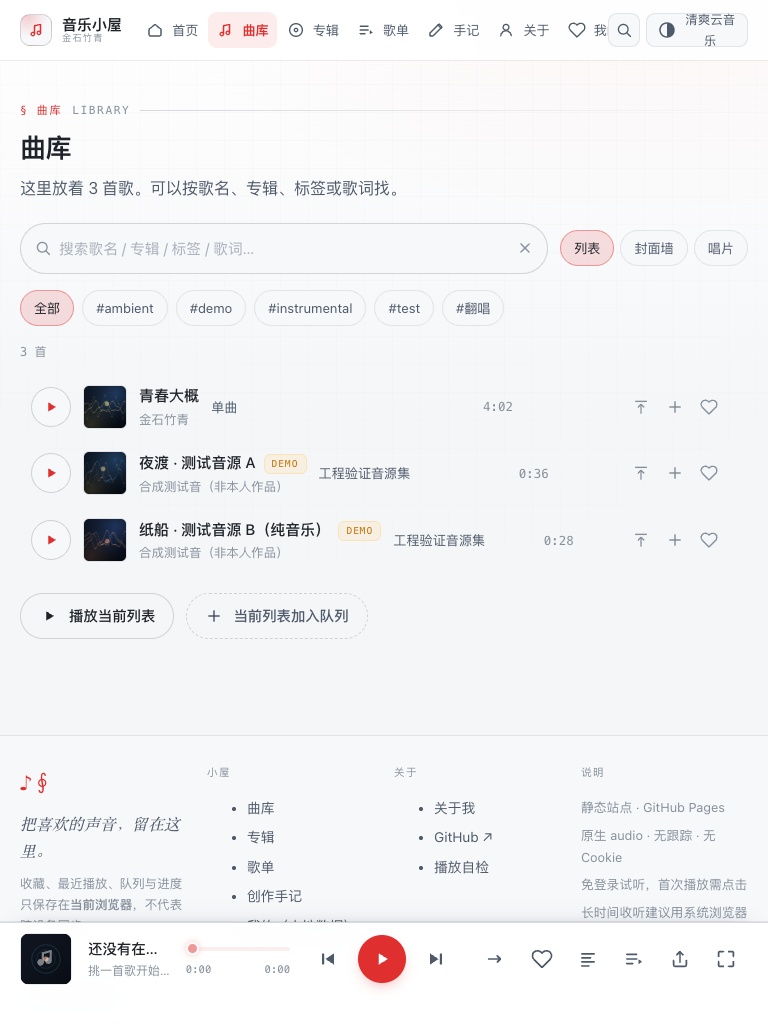 音乐小屋
金石竹青
首页
曲库
专辑
歌单
手记
关于
我
清爽云音
乐
§ 曲库 LIBRARY
曲库
这里放着 3 首歌。可以按歌名、专辑、标签或歌词找。
搜索歌名 / 专辑 / 标签 / 歌词...
列表
封面墙
唱片
全部
#ambient
#demo
#instrumental
#test
#翻唱
3 首
青春大概
金石竹青
单曲
4:02
夜渡 · 测试音源 A
DEMO
合成测试音（非本人作品）
工程验证音源集
0:36
纸船 · 测试音源 B（纯音乐）
DEMO
合成测试音（非本人作品）
工程验证音源集
0:28
播放当前列表
当前列表加入队列
把喜欢的声音，留在这
里。
收藏、最近播放、队列与进度
只保存在当前浏览器，不代表
小屋
曲库
专辑
歌单
创作手记
关于
关于我
GitHub ↗
播放自检
说明
静态站点 · GitHub Pages
原生 audio · 无跟踪 · 无
Cookie
免登录试听，首次播放需点击
长时间收听建议用系统浏览器
还没有在...
挑一首歌开始...
0:00
0:00